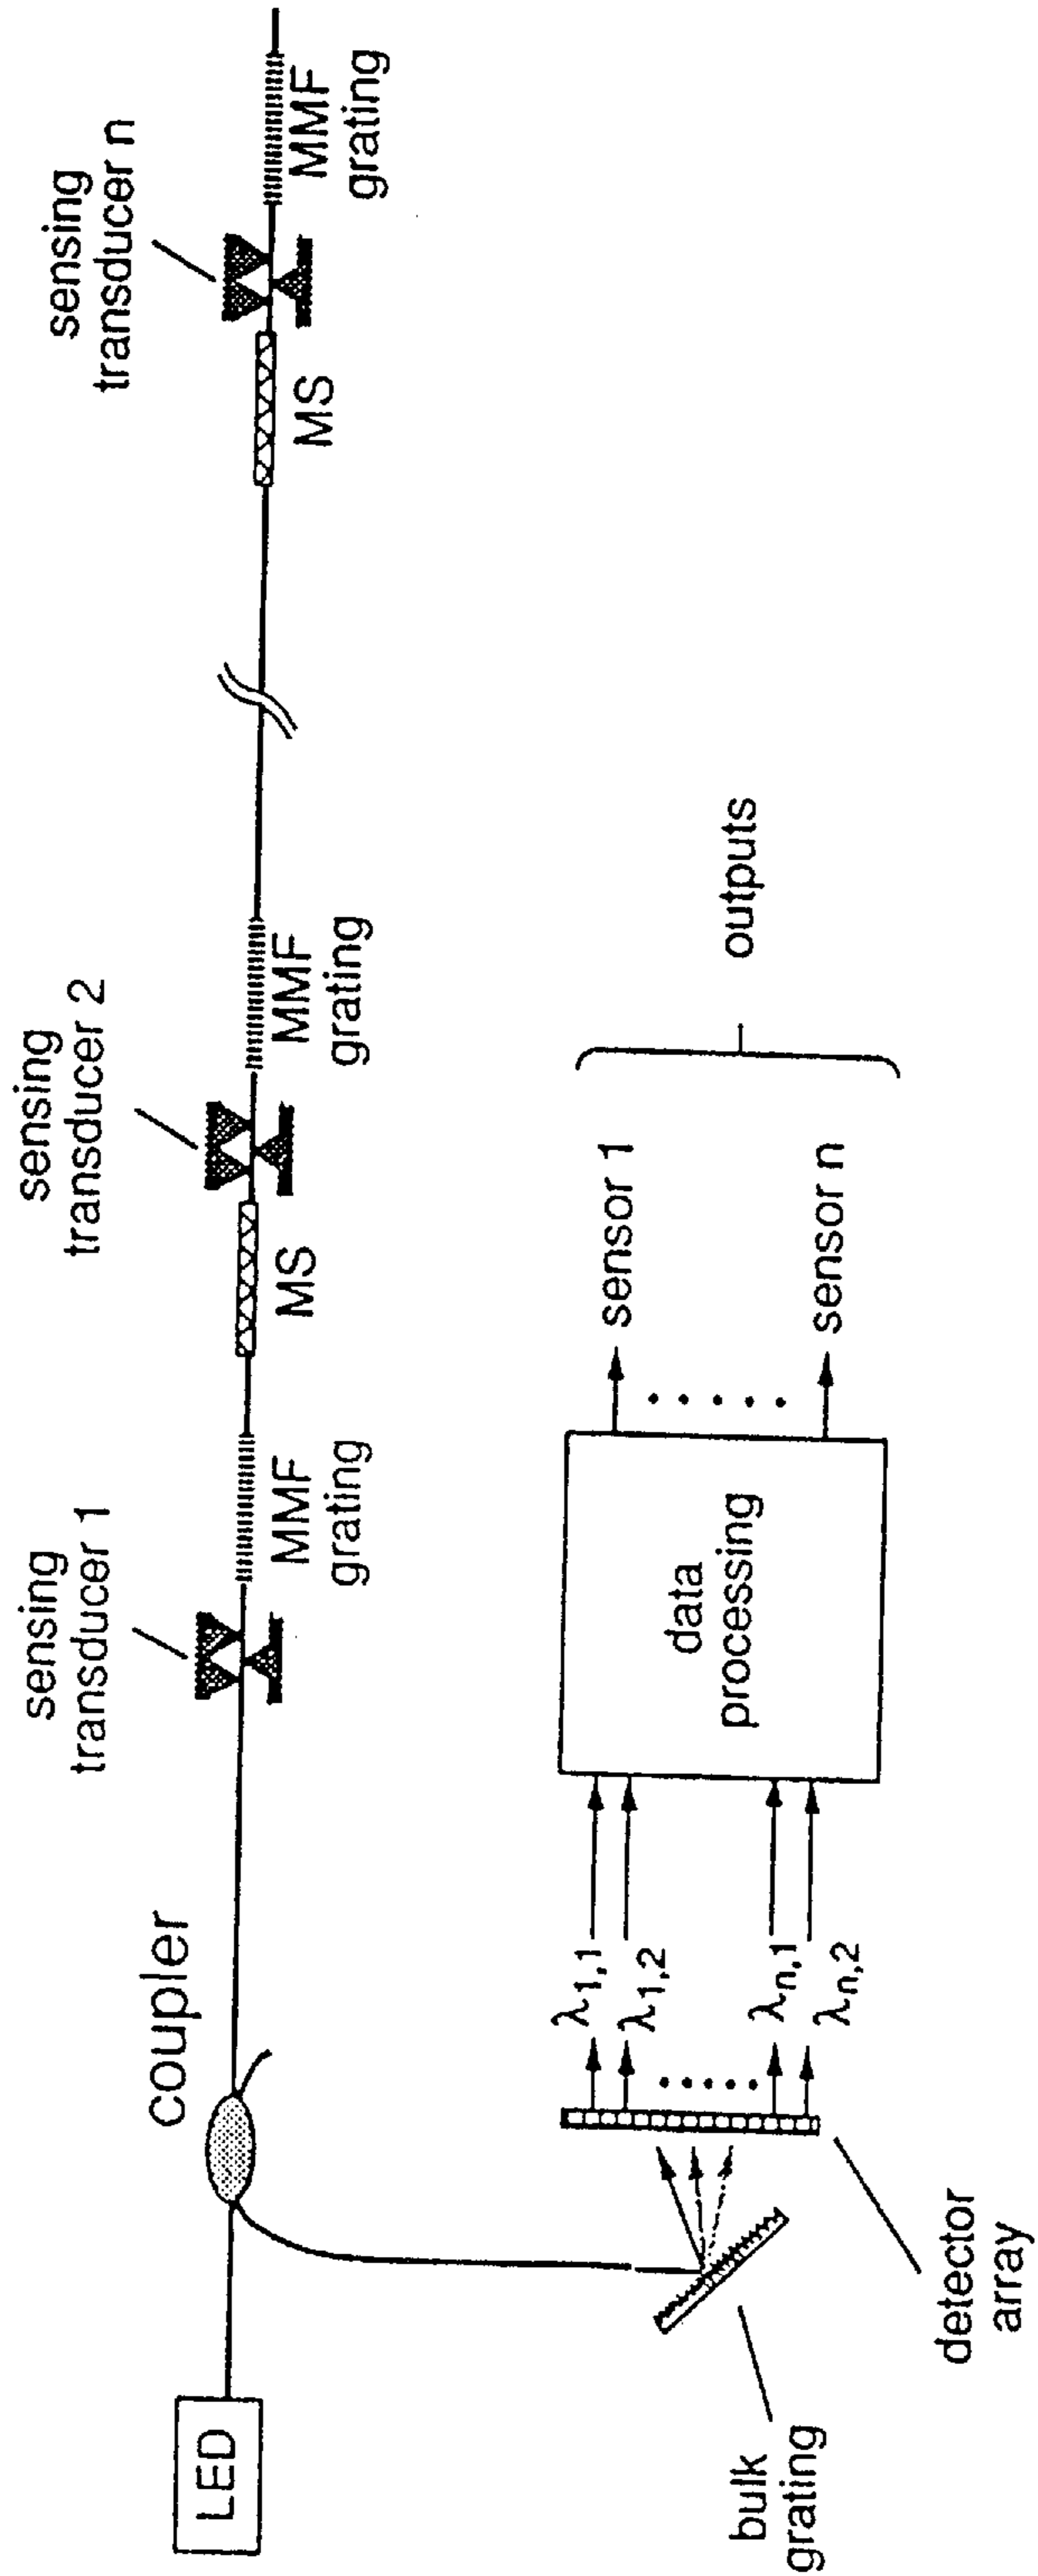 LED
coupler
sensing
transducer 1
MMF
grating
MS
sensing
transducer 2
MMF
grating
MS
sensing
transducer n
MMF
grating
bulk
grating
detector
array
λ1,1
λ1,2
λn,1
λn,2
data
processing
sensor 1
sensor n
outputs